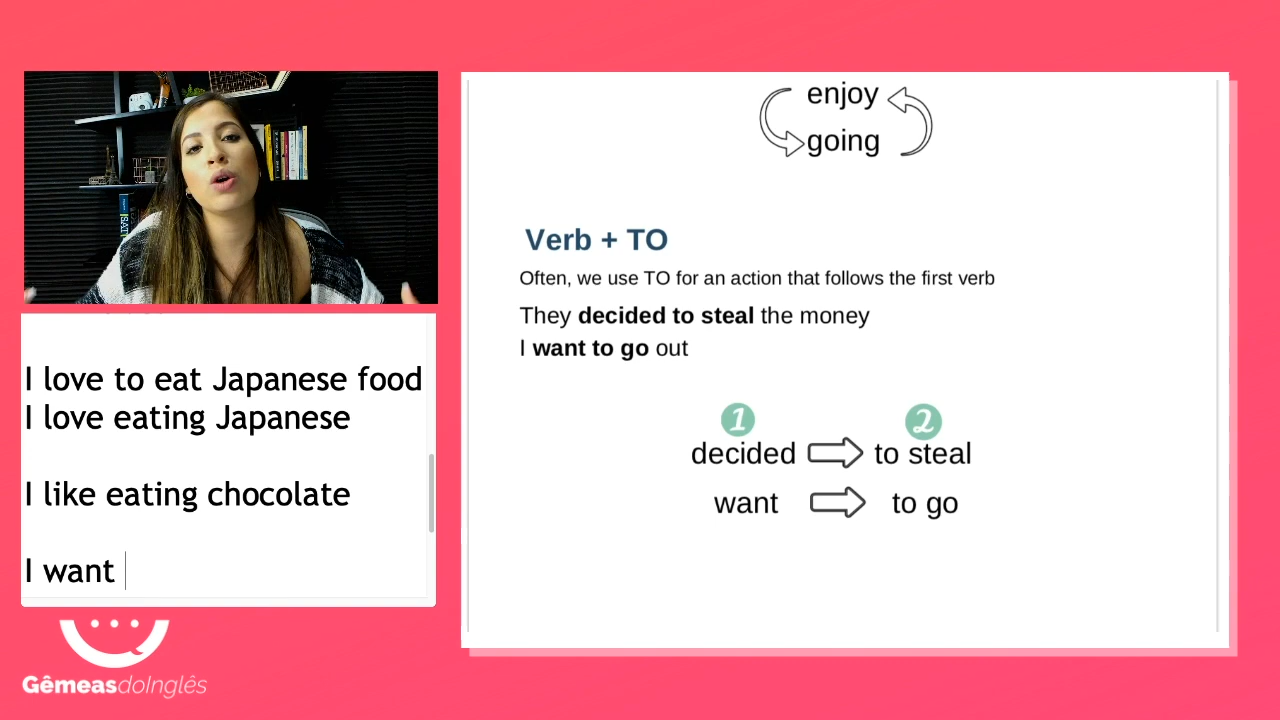 I love to eat Japanese food
I love eating Japanese
I like eating chocolate
I want
GêmeasdoInglês
enjoy
going
Verb + TO
Often, we use TO for an action that follows the first verb
They decided to steal the money
I want to go out
1 2
decided to steal
want to go